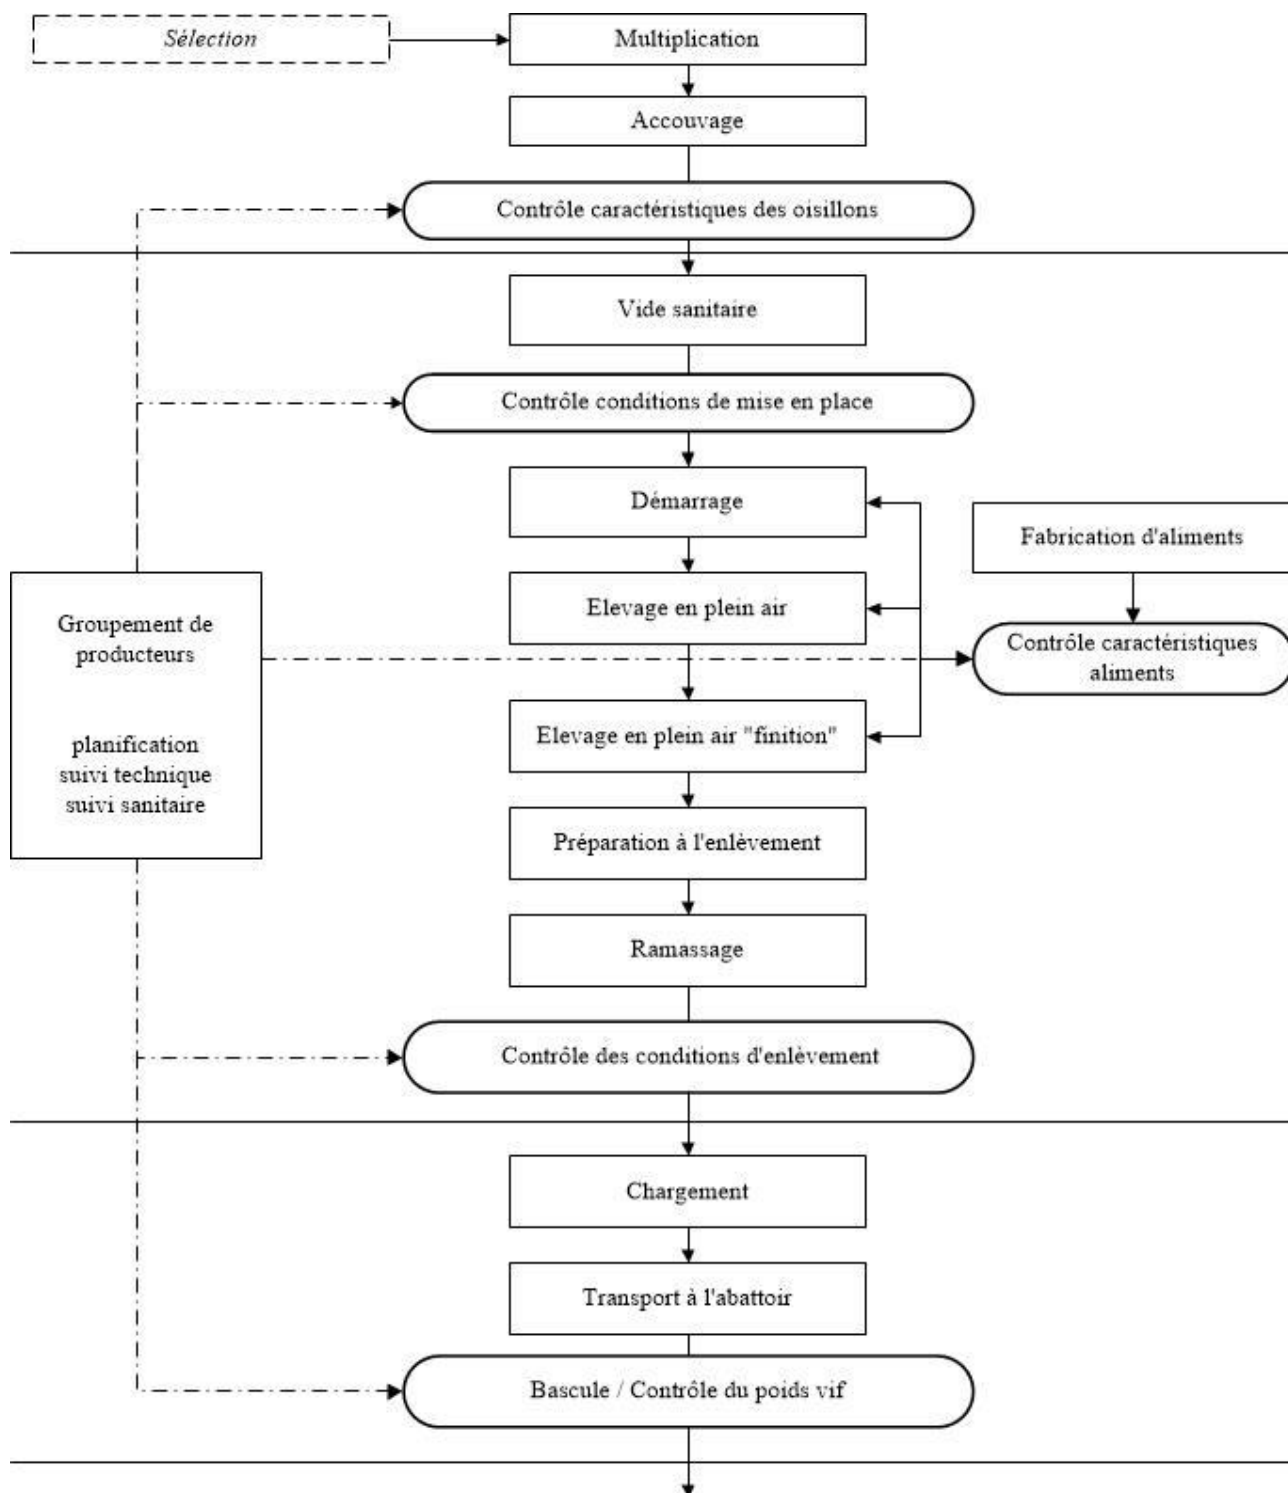 Sélection
Multiplication
Accouvage
Contrôle caractéristiques des oisillons
Vide sanitaire
Contrôle conditions de mise en place
Démarrage
Fabrication d'aliments
Elevage en plein air
Groupement de
producteurs
planification
suivi technique
suivi sanitaire
Contrôle caractéristiques
aliments
Elevage en plein air "finition"
Préparation à l'enlèvement
Ramassage
Contrôle des conditions d'enlèvement
Chargement
Transport à l'abattoir
Bascule / Contrôle du poids vif